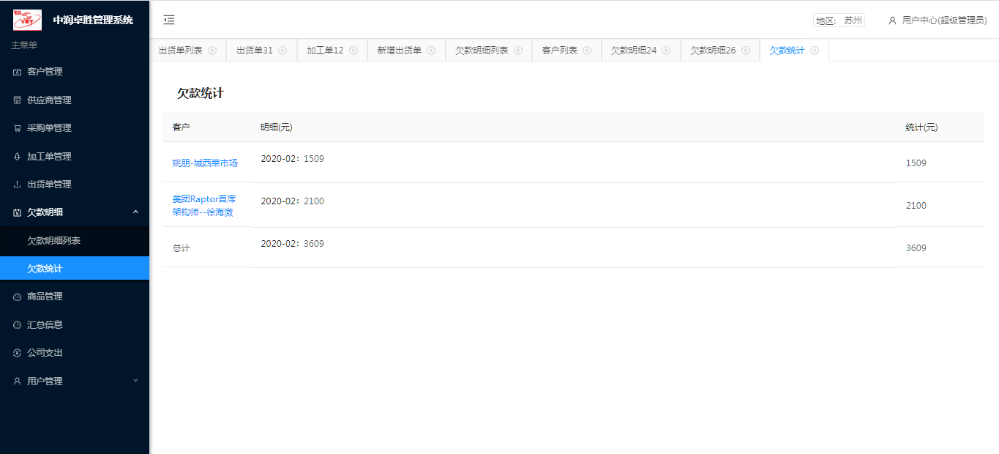 YBT
中润卓胜管理系统
主菜单
客户管理
供应商管理
采购单管理
加工单管理
出货单管理
欠款明细
欠款明细列表
欠款统计
商品管理
汇总信息
公司支出
用户管理
地区: 苏州
用户中心(超级管理员)
出货单列表 出货单31 加工单12 新增出货单 欠款明细列表 客户列表 欠款明细24 欠款明细26 欠款统计
欠款统计
客户 明细(元) 统计(元)
姚朋-城西菜市场 2020-02: 1509 1509
美团Raptor首席
架构师--徐海溦 2020-02: 2100 2100
总计 2020-02: 3609 3609